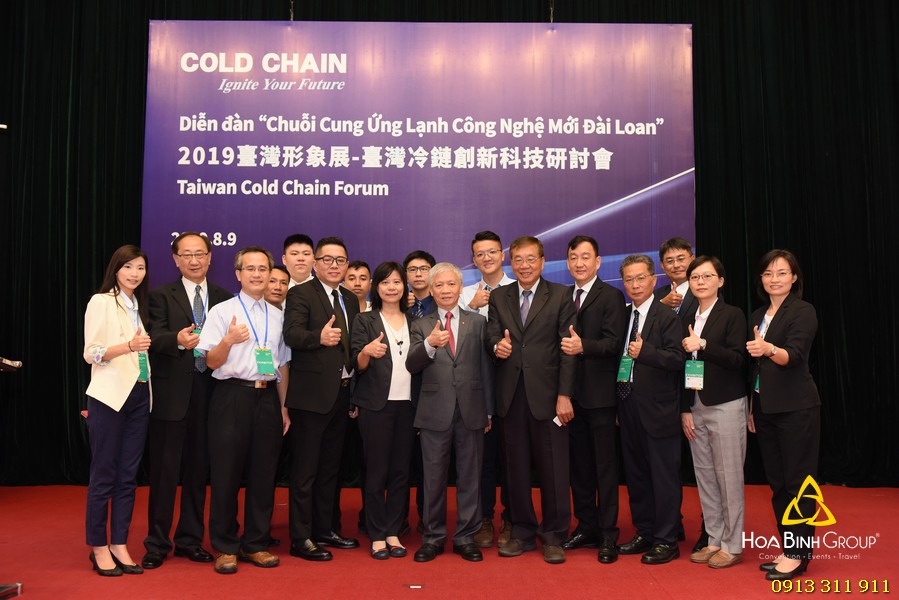 COLD CHAIN
Ignite Your Future
Diễn đàn "Chuỗi Cung Ứng Lạnh Công Nghệ Mới Đài Loan"
2019臺灣形象展-臺灣冷鏈創新科技研討會
Taiwan Cold Chain Forum
8.9
HOA BINH GROUP®
Convention - Events - Travel
0913 311 911